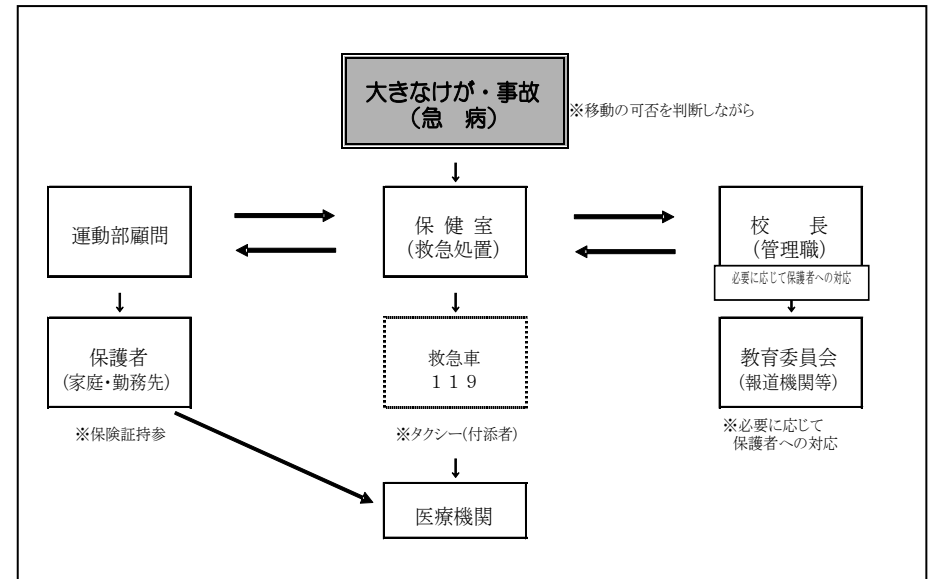 大きなけが・事故
（急　病）
※移動の可否を判断しながら
運動部顧問
保 健 室
(救急処置)
校　　長
(管理職)
必要に応じて保護者への対応
保護者
(家庭・勤務先)
救急車
１１９
教育委員会
(報道機関等)
※保険証持参
※タクシー(付添者)
※必要に応じて
保護者への対応
医療機関